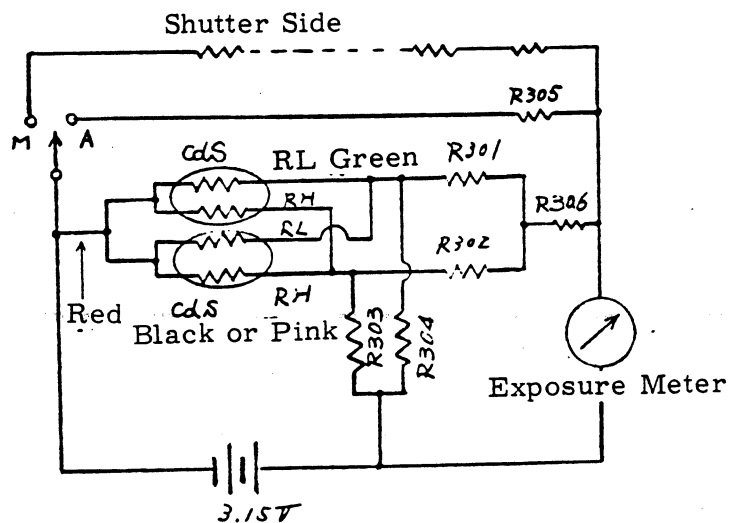 Shutter Side
R305
M
A
CdS
RL Green
R301
RH
R306
RL
R302
CdS
RH
Red
Black or Pink
R303
R304
Exposure Meter
3.15V